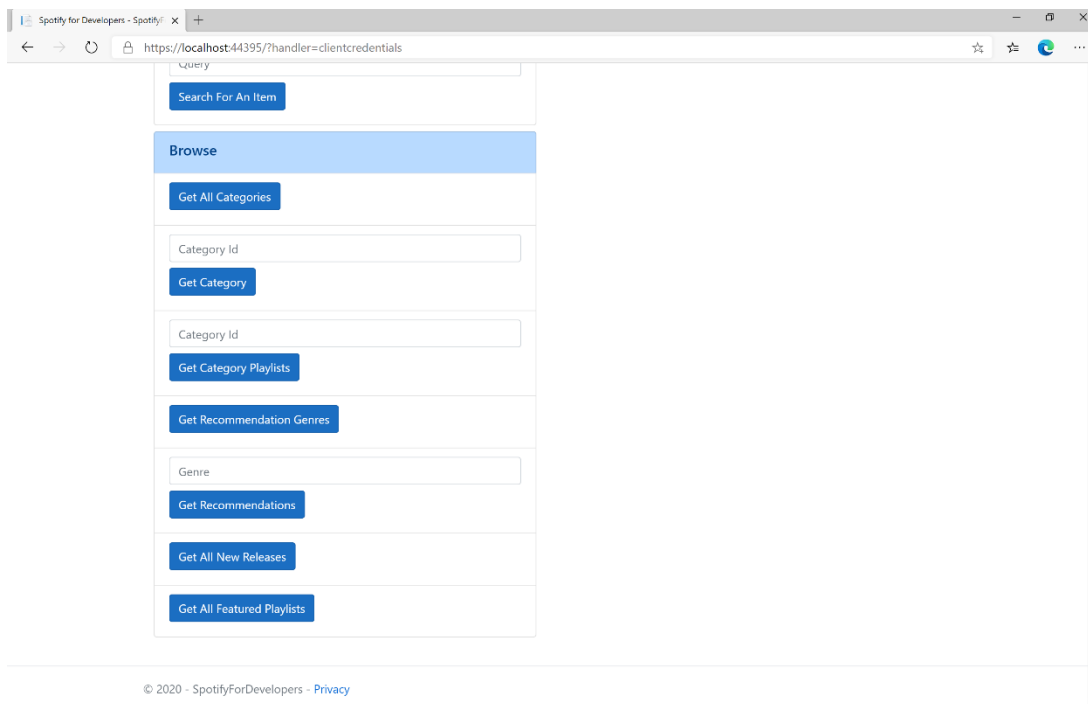 Spotify for Developers - Spotify
https://localhost:44395/?handler=clientcredentials
Query
Search For An Item
Browse
Get All Categories
Category Id
Get Category
Category Id
Get Category Playlists
Get Recommendation Genres
Genre
Get Recommendations
Get All New Releases
Get All Featured Playlists
© 2020 - SpotifyForDevelopers - Privacy